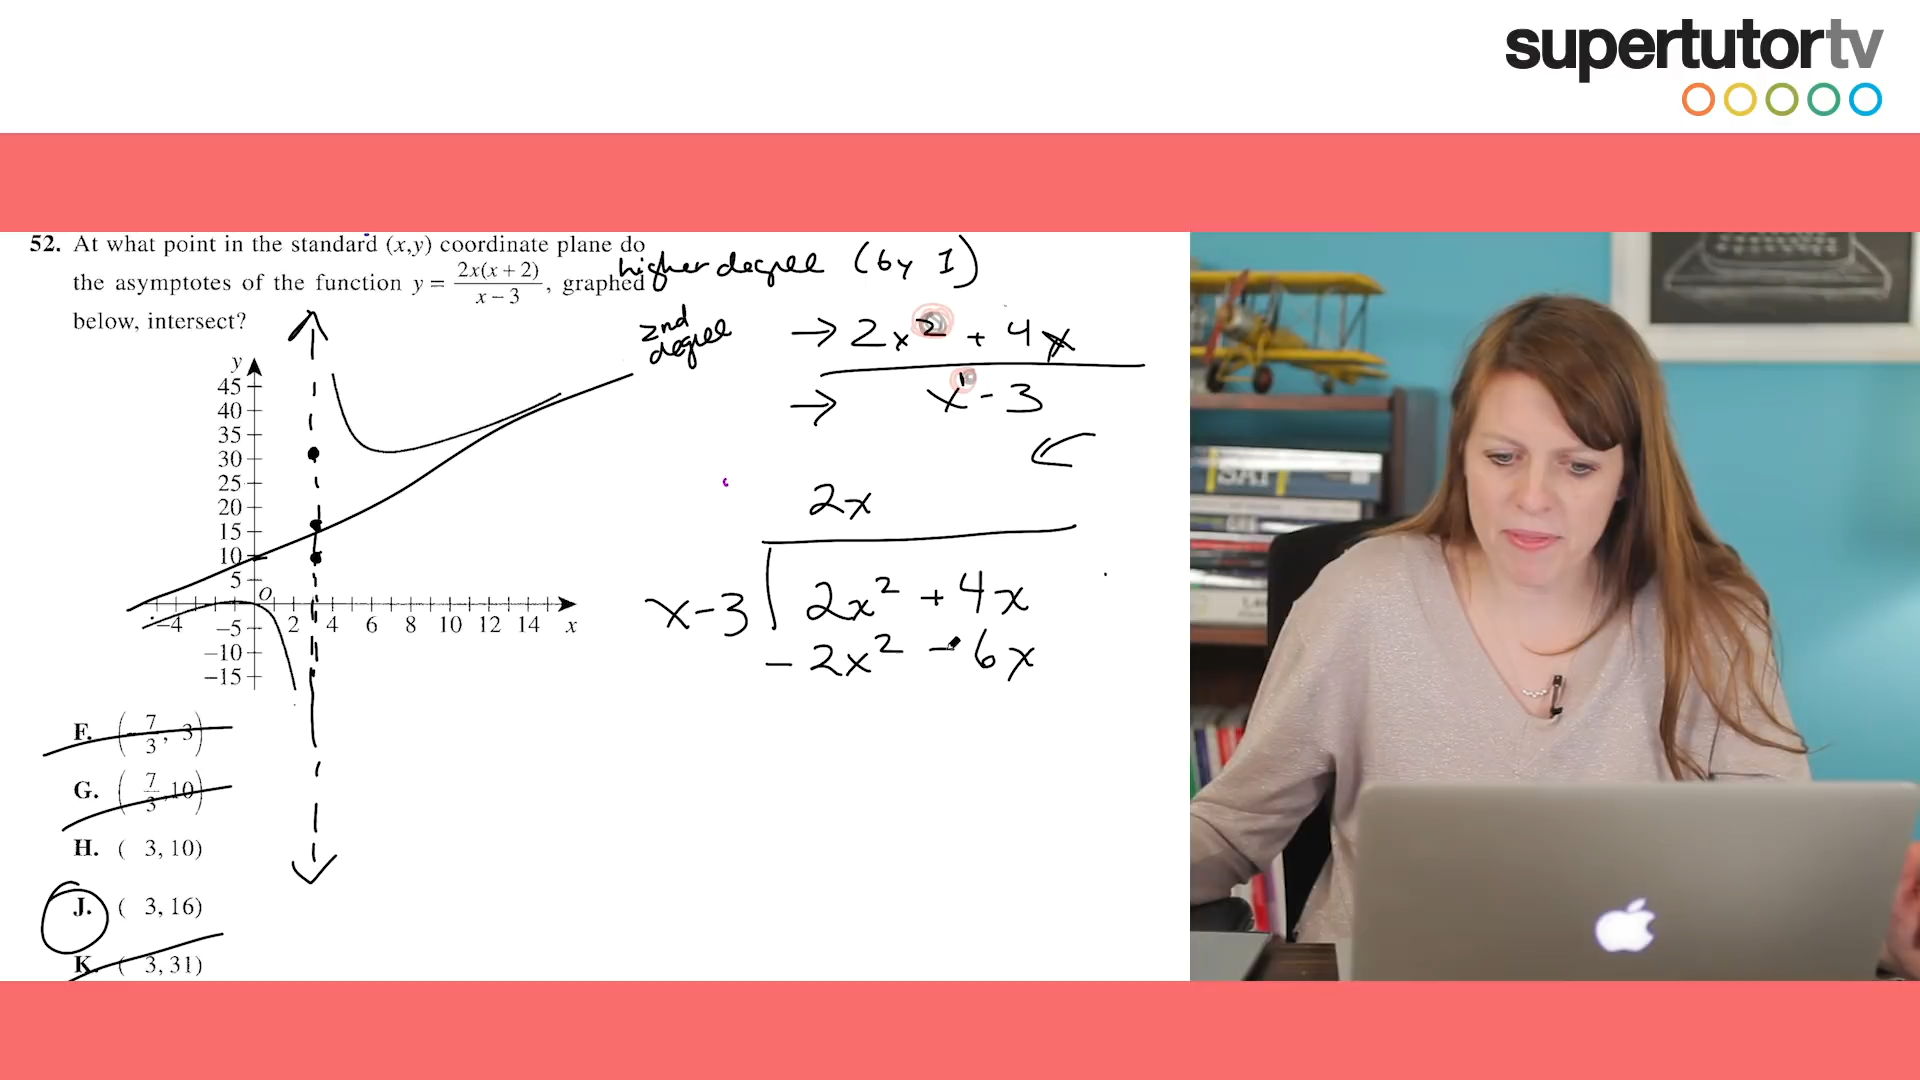 supertutortv
52. At what point in the standard (x,y) coordinate plane do
the asymptotes of the function y = 2x(x + 2) / x − 3, graphed
below, intersect?
higher degree (by 1)
2nd
degree
→ 2x² + 4x
→ x¹ - 3
y
45
40
35
30
25
20
15
10
5
O
−4 2 4 6 8 10 12 14 x
−5
−10
−15
2x
x-3 2x² + 4x
- 2x² - 6x
F. (− 7/3, 3)
G. ( 7/3, 10)
H. ( 3, 10)
J. ( 3, 16)
K. ( 3, 31)
SAT